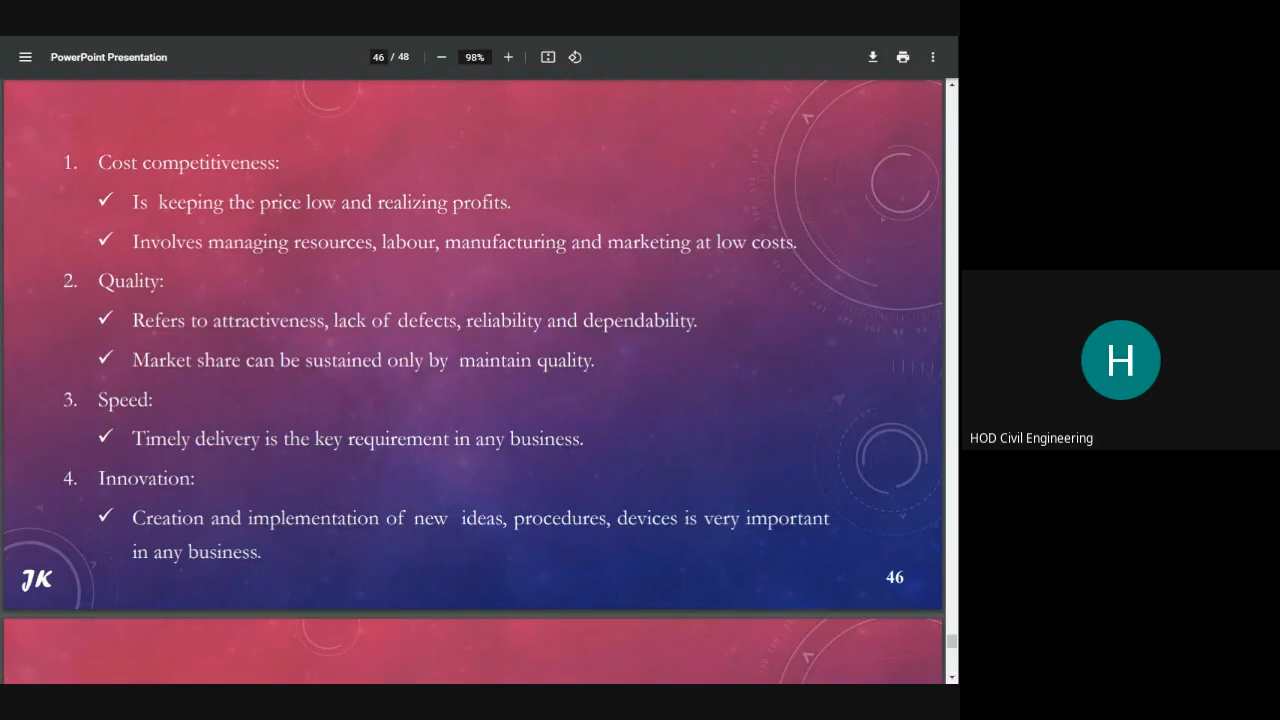 PowerPoint Presentation
46 / 48
98%
1. Cost competitiveness:
✓ Is keeping the price low and realizing profits.
✓ Involves managing resources, labour, manufacturing and marketing at low costs.
2. Quality:
✓ Refers to attractiveness, lack of defects, reliability and dependability.
✓ Market share can be sustained only by maintain quality.
3. Speed:
✓ Timely delivery is the key requirement in any business.
4. Innovation:
✓ Creation and implementation of new ideas, procedures, devices is very important
in any business.
JK
46
H
HOD Civil Engineering